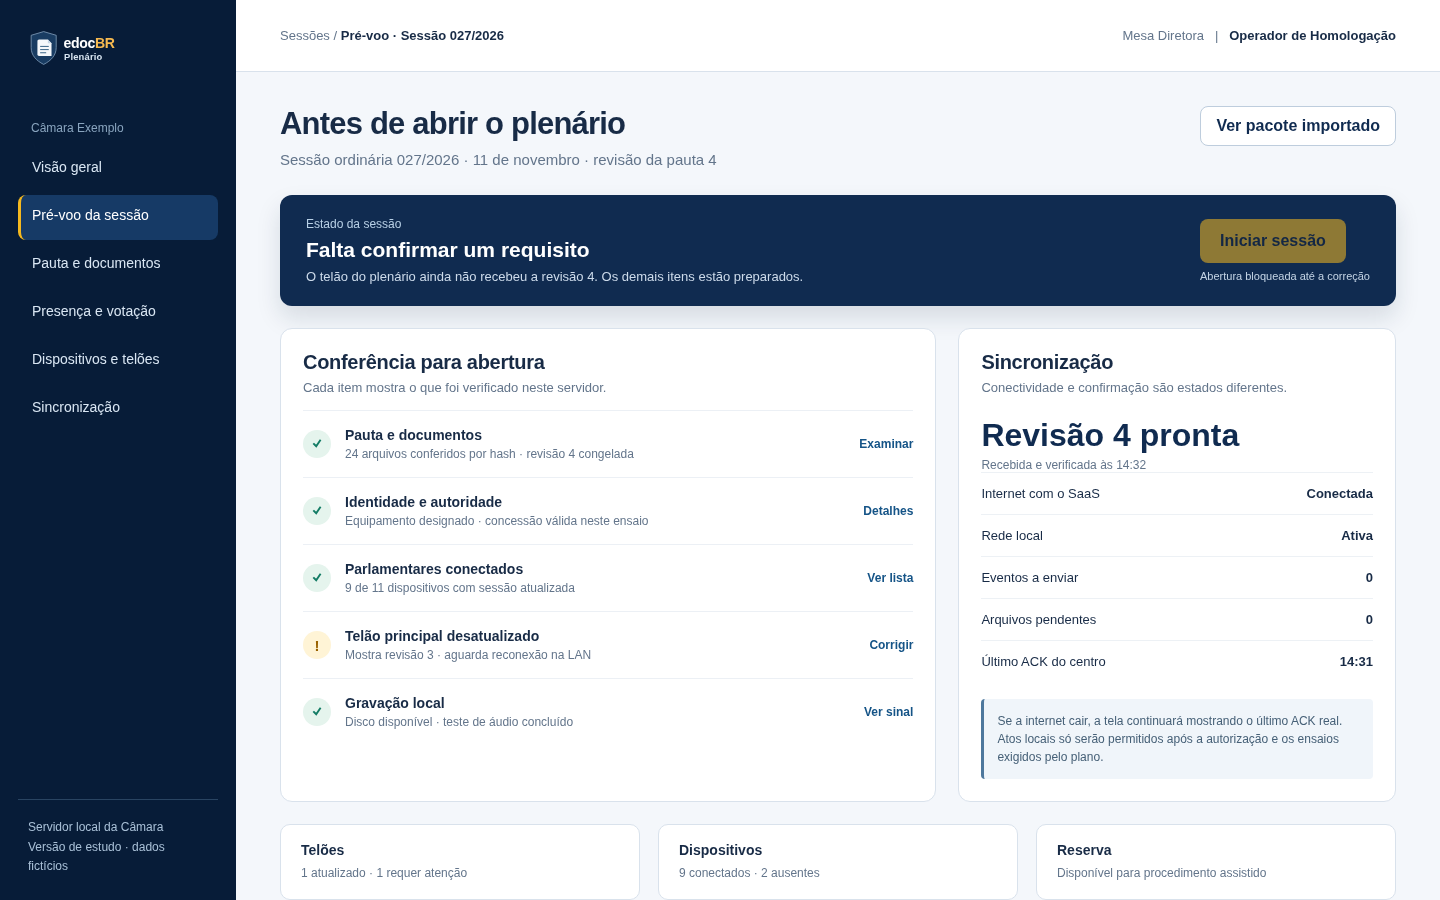 edocBR
Plenário
Câmara Exemplo
Visão geral
Pré-voo da sessão
Pauta e documentos
Presença e votação
Dispositivos e telões
Sincronização
Servidor local da Câmara
Versão de estudo · dados
fictícios
Sessões / Pré-voo · Sessão 027/2026
Mesa Diretora | Operador de Homologação
Antes de abrir o plenário
Sessão ordinária 027/2026 · 11 de novembro · revisão da pauta 4
Ver pacote importado
Estado da sessão
Falta confirmar um requisito
O telão do plenário ainda não recebeu a revisão 4. Os demais itens estão preparados.
Iniciar sessão
Abertura bloqueada até a correção
Conferência para abertura
Cada item mostra o que foi verificado neste servidor.
Pauta e documentos
24 arquivos conferidos por hash · revisão 4 congelada
Examinar
Identidade e autoridade
Equipamento designado · concessão válida neste ensaio
Detalhes
Parlamentares conectados
9 de 11 dispositivos com sessão atualizada
Ver lista
! Telão principal desatualizado
Mostra revisão 3 · aguarda reconexão na LAN
Corrigir
Gravação local
Disco disponível · teste de áudio concluído
Ver sinal
Sincronização
Conectividade e confirmação são estados diferentes.
Revisão 4 pronta
Recebida e verificada às 14:32
Internet com o SaaS Conectada
Rede local Ativa
Eventos a enviar 0
Arquivos pendentes 0
Último ACK do centro 14:31
Se a internet cair, a tela continuará mostrando o último ACK real.
Atos locais só serão permitidos após a autorização e os ensaios
exigidos pelo plano.
Telões
1 atualizado · 1 requer atenção
Dispositivos
9 conectados · 2 ausentes
Reserva
Disponível para procedimento assistido